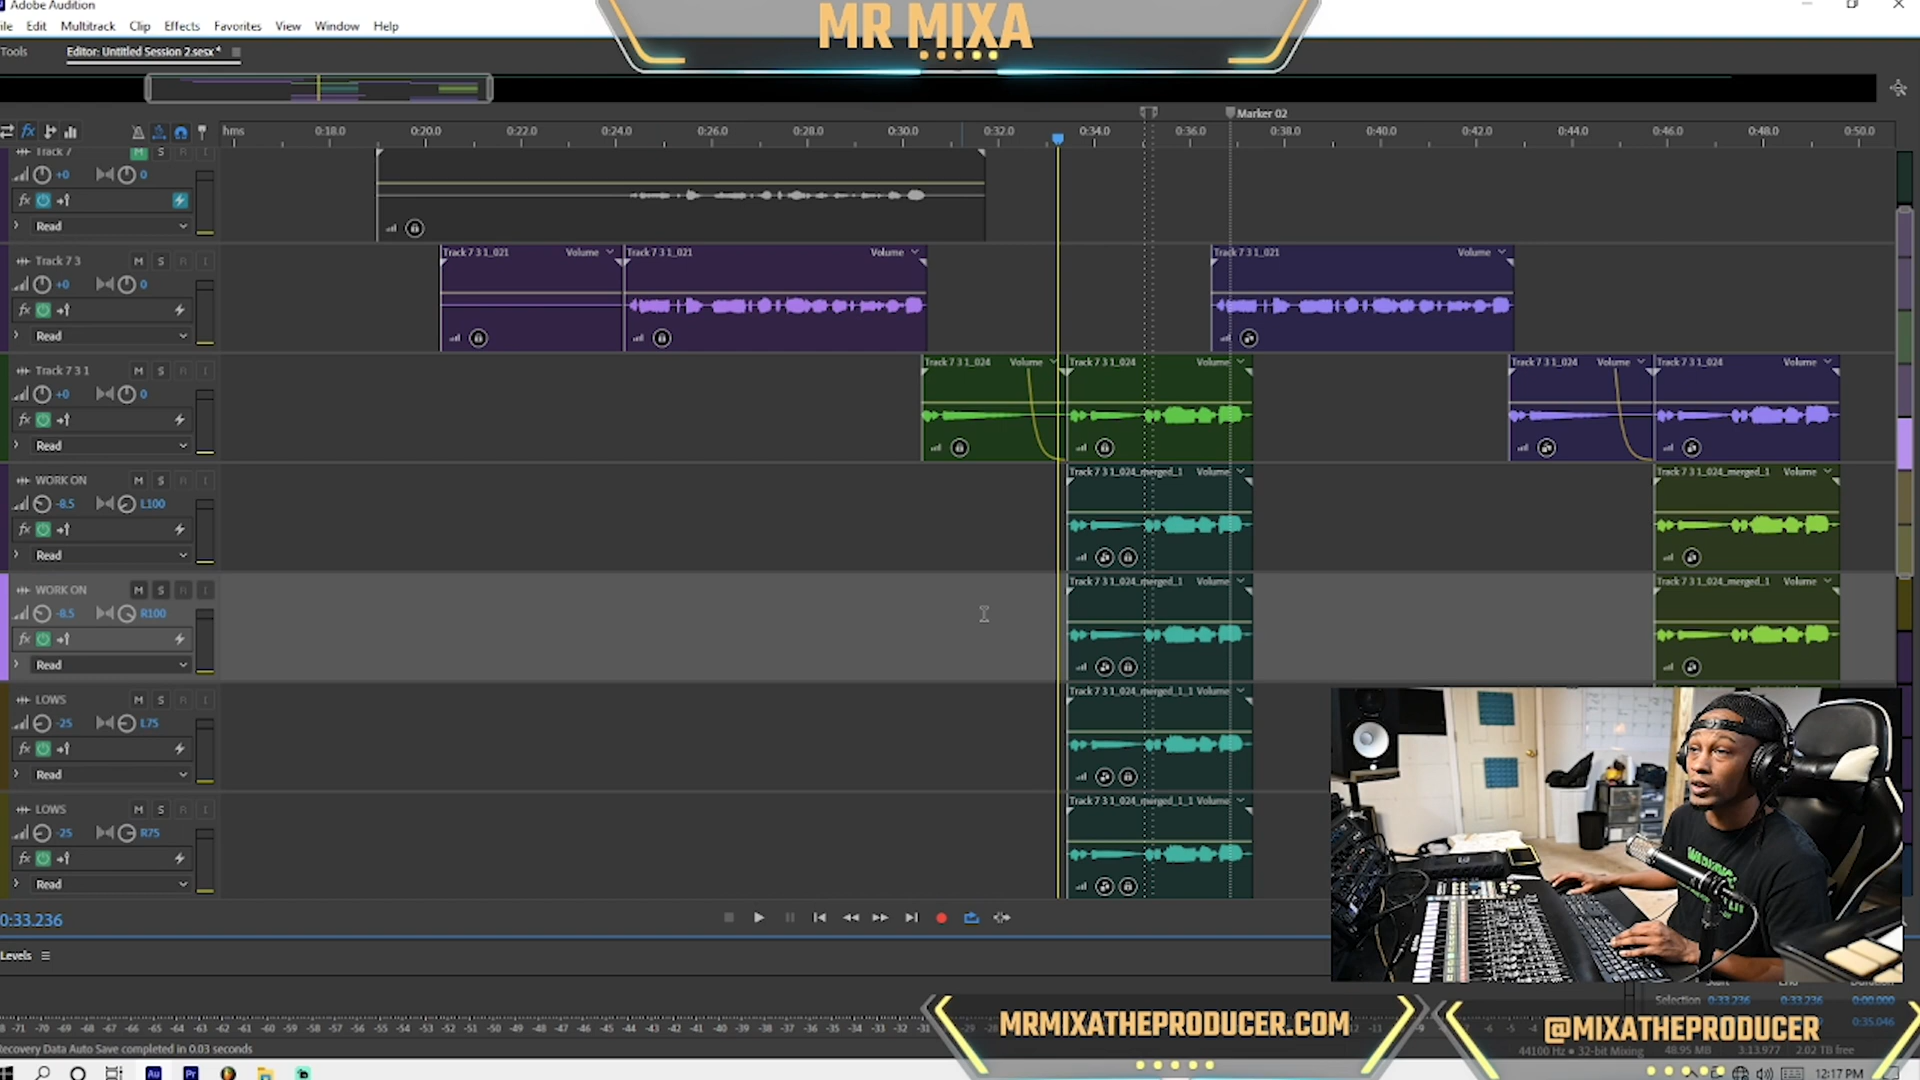 Adobe Audition
MR MIXA
File Edit Multitrack Clip Effects Favorites View Window Help
Tools Editor: Untitled Session 2.sesx *
Marker 02
hms 0:18.0 0:20.0 0:22.0 0:24.0 0:26.0 0:28.0 0:30.0 0:32.0 0:34.0 0:36.0 0:38.0 0:40.0 0:42.0 0:44.0 0:46.0 0:48.0 0:50.0
Track 7 M S R I
+0 0
fx
Read
Track 7 3 M S R I
Track 7 3 1_021 Volume Track 7 3 1_021 Volume Track 7 3 1_021 Volume
+0 0
fx
Read
Track 7 3 1 M S R I
Track 7 3 1_024 Volume Track 7 3 1_024 Volume Track 7 3 1_024 Volume Track 7 3 1_024 Volume
+0 0
fx
Read
WORK ON M S R I
Track 7 3 1_024_merged_1 Volume Track 7 3 1_024_merged_1 Volume
-8.5 L100
fx
Read
WORK ON M S R I
Track 7 3 1_024_merged_1 Volume Track 7 3 1_024_merged_1 Volume
-8.5 R100
fx
Read
LOWS M S R I
Track 7 3 1_024_merged_1_1 Volume
-25 L75
fx
Read
LOWS M S R I
Track 7 3 1_024_merged_1_1 Volume
-25 R75
fx
Read
0:33.236
Levels
Selection 0:33.236 0:33.236 0:00.000
0:35.046
-71 -70 -69 -68 -67 -66 -65 -64 -63 -62 -61 -60 -59 -58 -57 -56 -55 -54 -53 -52 -51 -50 -49 -48 -47 -46 -45 -44 -43 -42 -41 -40 -39 -38 -37 -36 -35 -34 -33 -32 -31
MRMIXATHEPRODUCER.COM
@MIXATHEPRODUCER
Recovery Data Auto Save completed in 0.03 seconds
44100 Hz • 32-bit Mixing 48.95 MB 3:13.977 2.02 TB free
Au Pr
12:17 PM